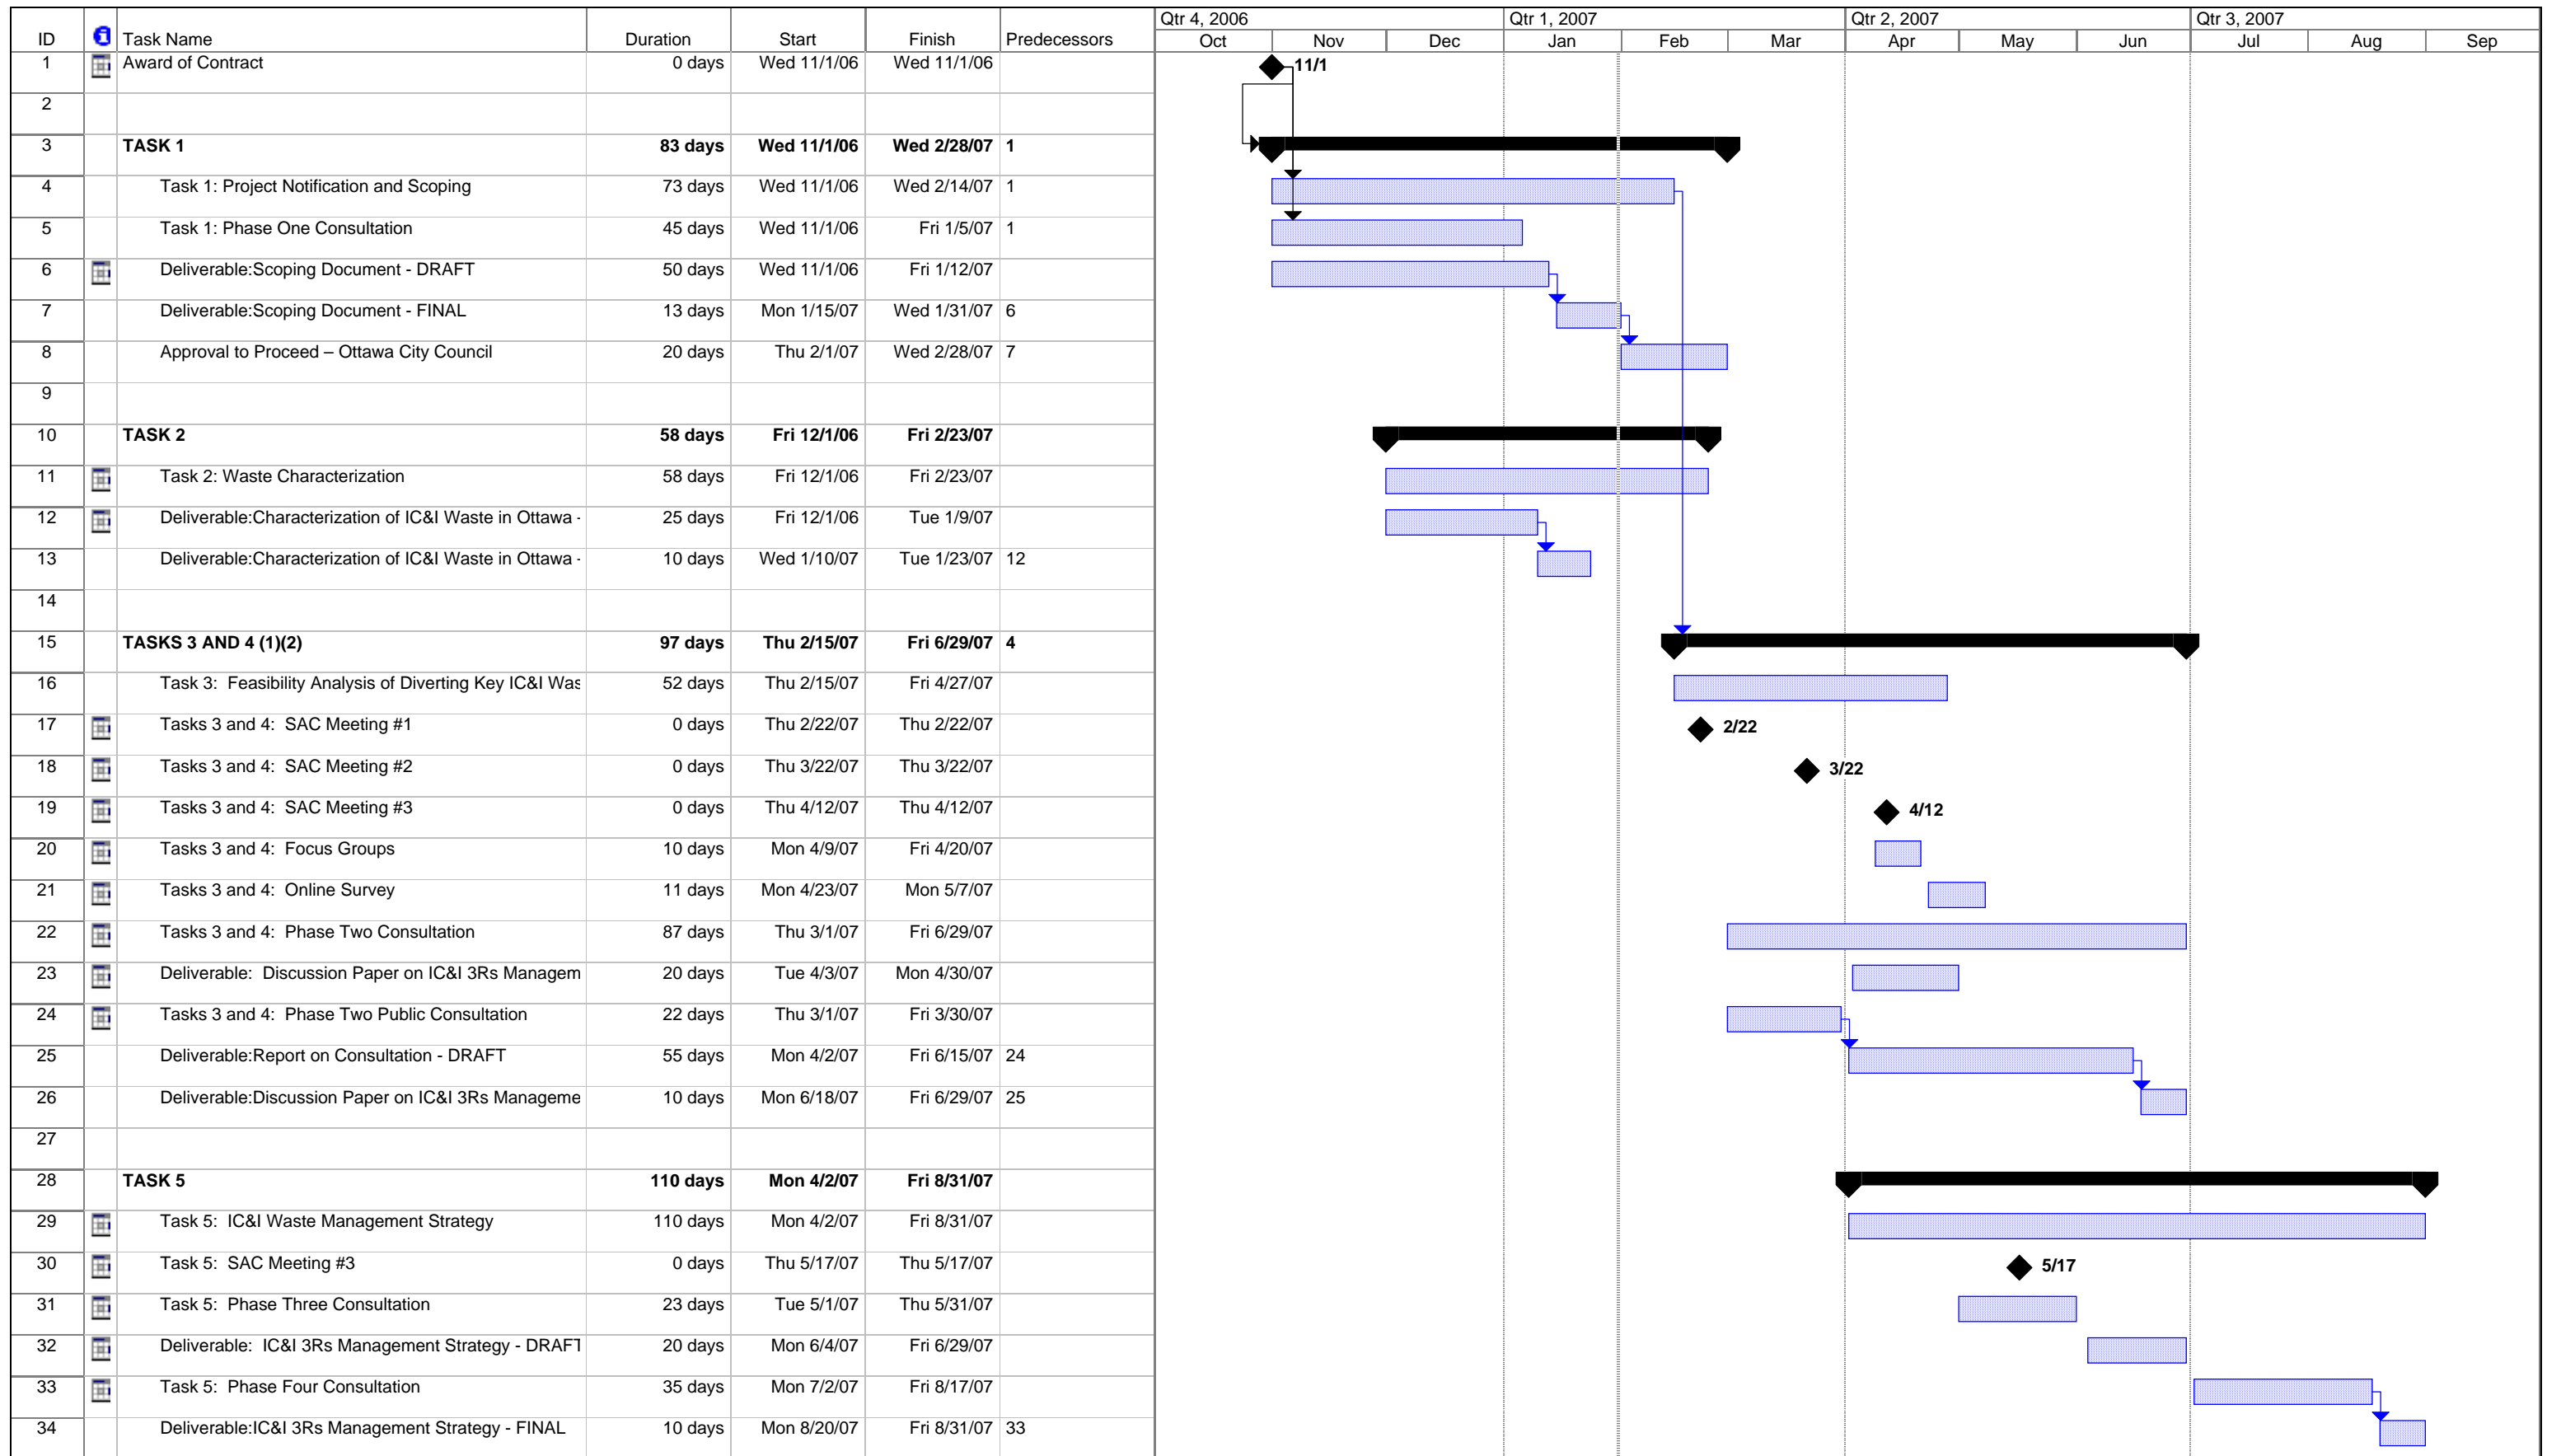 Qtr 4, 2006 Qtr 1, 2007 Qtr 2, 2007 Qtr 3, 2007
ID Task Name Duration Start Finish Predecessors Oct Nov Dec Jan Feb Mar Apr May Jun Jul Aug Sep
1 Award of Contract 0 days Wed 11/1/06 Wed 11/1/06 11/1
2
3 TASK 1 83 days Wed 11/1/06 Wed 2/28/07 1
4 Task 1: Project Notification and Scoping 73 days Wed 11/1/06 Wed 2/14/07 1
5 Task 1: Phase One Consultation 45 days Wed 11/1/06 Fri 1/5/07 1
6 Deliverable:Scoping Document - DRAFT 50 days Wed 11/1/06 Fri 1/12/07
7 Deliverable:Scoping Document - FINAL 13 days Mon 1/15/07 Wed 1/31/07 6
8 Approval to Proceed – Ottawa City Council 20 days Thu 2/1/07 Wed 2/28/07 7
9
10 TASK 2 58 days Fri 12/1/06 Fri 2/23/07
11 Task 2: Waste Characterization 58 days Fri 12/1/06 Fri 2/23/07
12 Deliverable:Characterization of IC&I Waste in Ottawa - 25 days Fri 12/1/06 Tue 1/9/07
13 Deliverable:Characterization of IC&I Waste in Ottawa - 10 days Wed 1/10/07 Tue 1/23/07 12
14
15 TASKS 3 AND 4 (1)(2) 97 days Thu 2/15/07 Fri 6/29/07 4
16 Task 3: Feasibility Analysis of Diverting Key IC&I Was 52 days Thu 2/15/07 Fri 4/27/07
17 Tasks 3 and 4: SAC Meeting #1 0 days Thu 2/22/07 Thu 2/22/07 2/22
18 Tasks 3 and 4: SAC Meeting #2 0 days Thu 3/22/07 Thu 3/22/07 3/22
19 Tasks 3 and 4: SAC Meeting #3 0 days Thu 4/12/07 Thu 4/12/07 4/12
20 Tasks 3 and 4: Focus Groups 10 days Mon 4/9/07 Fri 4/20/07
21 Tasks 3 and 4: Online Survey 11 days Mon 4/23/07 Mon 5/7/07
22 Tasks 3 and 4: Phase Two Consultation 87 days Thu 3/1/07 Fri 6/29/07
23 Deliverable: Discussion Paper on IC&I 3Rs Managem 20 days Tue 4/3/07 Mon 4/30/07
24 Tasks 3 and 4: Phase Two Public Consultation 22 days Thu 3/1/07 Fri 3/30/07
25 Deliverable:Report on Consultation - DRAFT 55 days Mon 4/2/07 Fri 6/15/07 24
26 Deliverable:Discussion Paper on IC&I 3Rs Manageme 10 days Mon 6/18/07 Fri 6/29/07 25
27
28 TASK 5 110 days Mon 4/2/07 Fri 8/31/07
29 Task 5: IC&I Waste Management Strategy 110 days Mon 4/2/07 Fri 8/31/07
30 Task 5: SAC Meeting #3 0 days Thu 5/17/07 Thu 5/17/07 5/17
31 Task 5: Phase Three Consultation 23 days Tue 5/1/07 Thu 5/31/07
32 Deliverable: IC&I 3Rs Management Strategy - DRAFT 20 days Mon 6/4/07 Fri 6/29/07
33 Task 5: Phase Four Consultation 35 days Mon 7/2/07 Fri 8/17/07
34 Deliverable:IC&I 3Rs Management Strategy - FINAL 10 days Mon 8/20/07 Fri 8/31/07 33